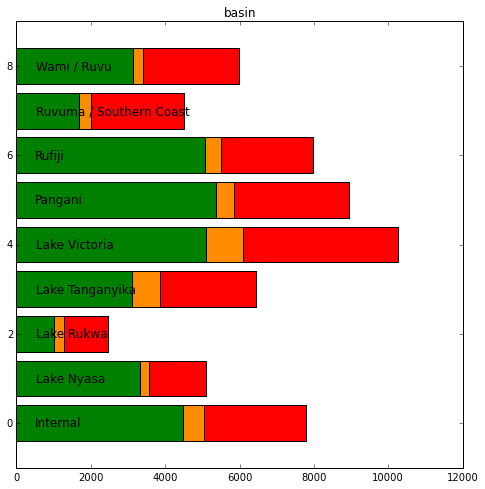 basin
8
Wami / Ruvu
Ruvuma / Southern Coast
6
Rufiji
Pangani
4
Lake Victoria
Lake Tanganyika
2
Lake Rukwa
Lake Nyasa
0
Internal
0 2000 4000 6000 8000 10000 12000